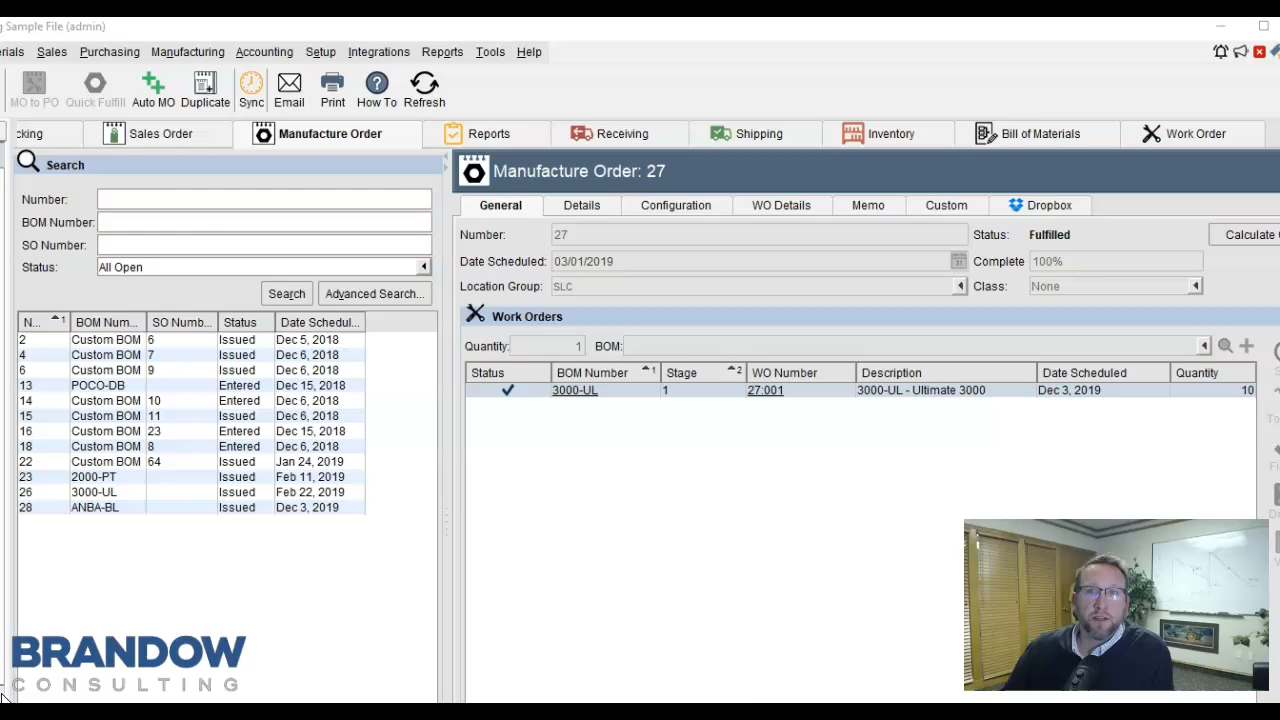 g Sample File (admin)
rials Sales Purchasing Manufacturing Accounting Setup Integrations Reports Tools Help
MO to PO Quick Fulfill Auto MO Duplicate Sync Email Print How To Refresh
cking Sales Order Manufacture Order Reports Receiving Shipping Inventory Bill of Materials Work Order
Search
Number:
BOM Number:
SO Number:
Status: All Open
Search Advanced Search...
N... 1 BOM Num... SO Numb... Status Date Schedul...
2 Custom BOM 6 Issued Dec 5, 2018
4 Custom BOM 7 Issued Dec 6, 2018
6 Custom BOM 9 Issued Dec 6, 2018
13 POCO-DB Entered Dec 15, 2018
14 Custom BOM 10 Entered Dec 6, 2018
15 Custom BOM 11 Issued Dec 6, 2018
16 Custom BOM 23 Entered Dec 15, 2018
18 Custom BOM 8 Entered Dec 6, 2018
22 Custom BOM 64 Issued Jan 24, 2019
23 2000-PT Issued Feb 11, 2019
26 3000-UL Issued Feb 22, 2019
28 ANBA-BL Issued Dec 3, 2019
Manufacture Order: 27
General Details Configuration WO Details Memo Custom Dropbox
Number: 27 Status: Fulfilled Calculate
Date Scheduled: 03/01/2019 Complete 100%
Location Group: SLC Class: None
Work Orders
Quantity: 1 BOM:
Status BOM Number 1 Stage 2 WO Number Description Date Scheduled Quantity
3000-UL 1 27:001 3000-UL - Ultimate 3000 Dec 3, 2019 10
BRANDOW
CONSULTING